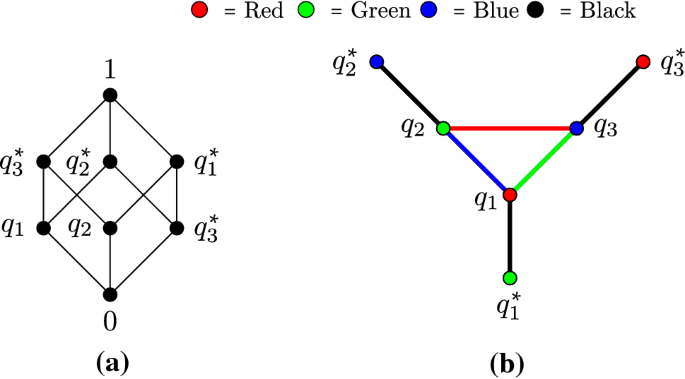 = Red = Green = Blue = Black
1
q₃* q₂* q₁*
q₁ q₂ q₃*
0
(a)
q₂* q₃*
q₂ q₃
q₁
q₁*
(b)